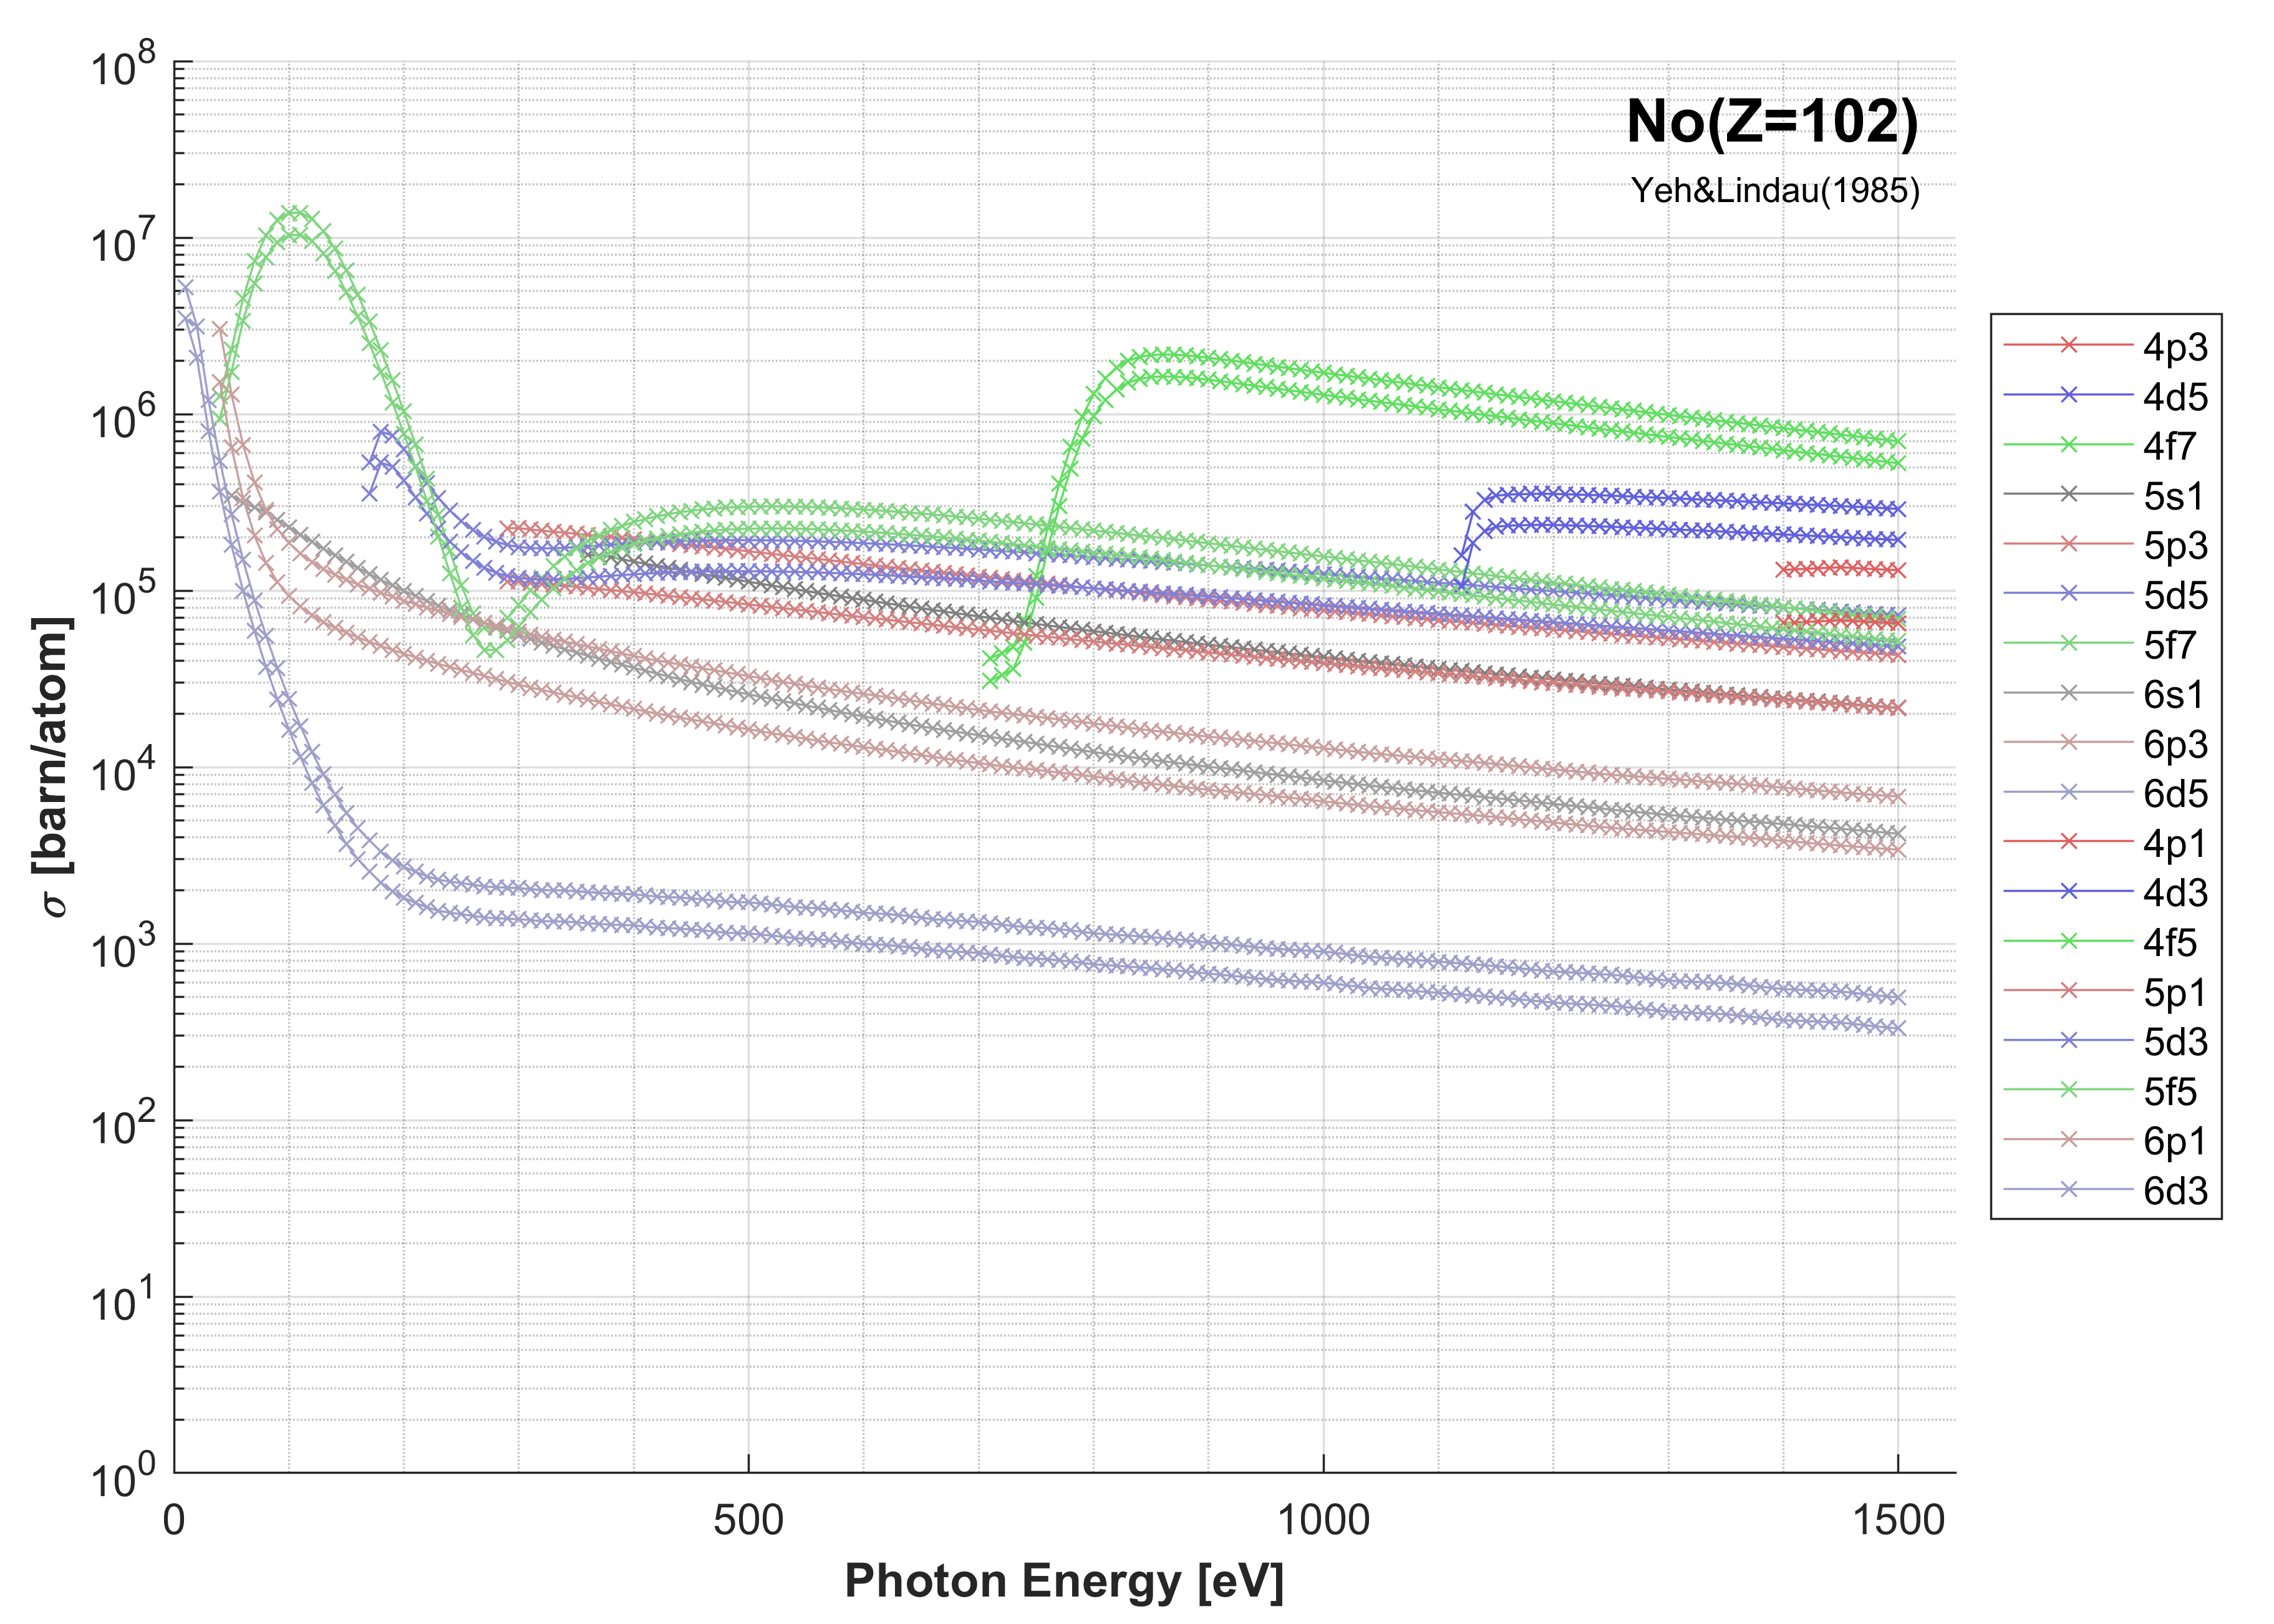 No(Z=102)
Yeh&Lindau(1985)
σ [barn/atom]
10^8
10^7
10^6
10^5
10^4
10^3
10^2
10^1
10^0
0 500 1000 1500
Photon Energy [eV]
4p3
4d5
4f7
5s1
5p3
5d5
5f7
6s1
6p3
6d5
4p1
4d3
4f5
5p1
5d3
5f5
6p1
6d3